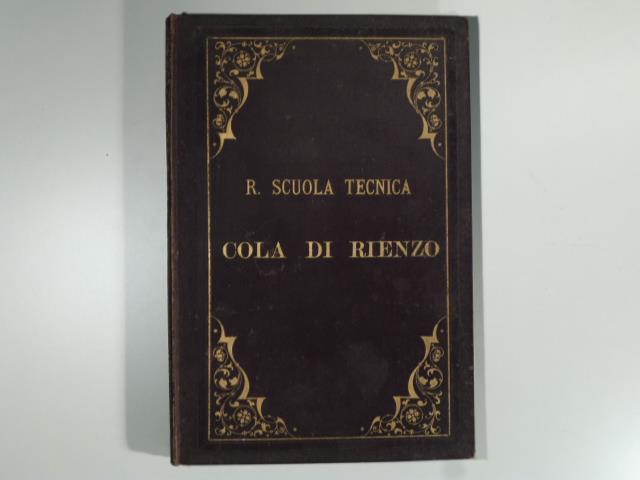 R. SCUOLA TECNICA
COLA DI RIENZO